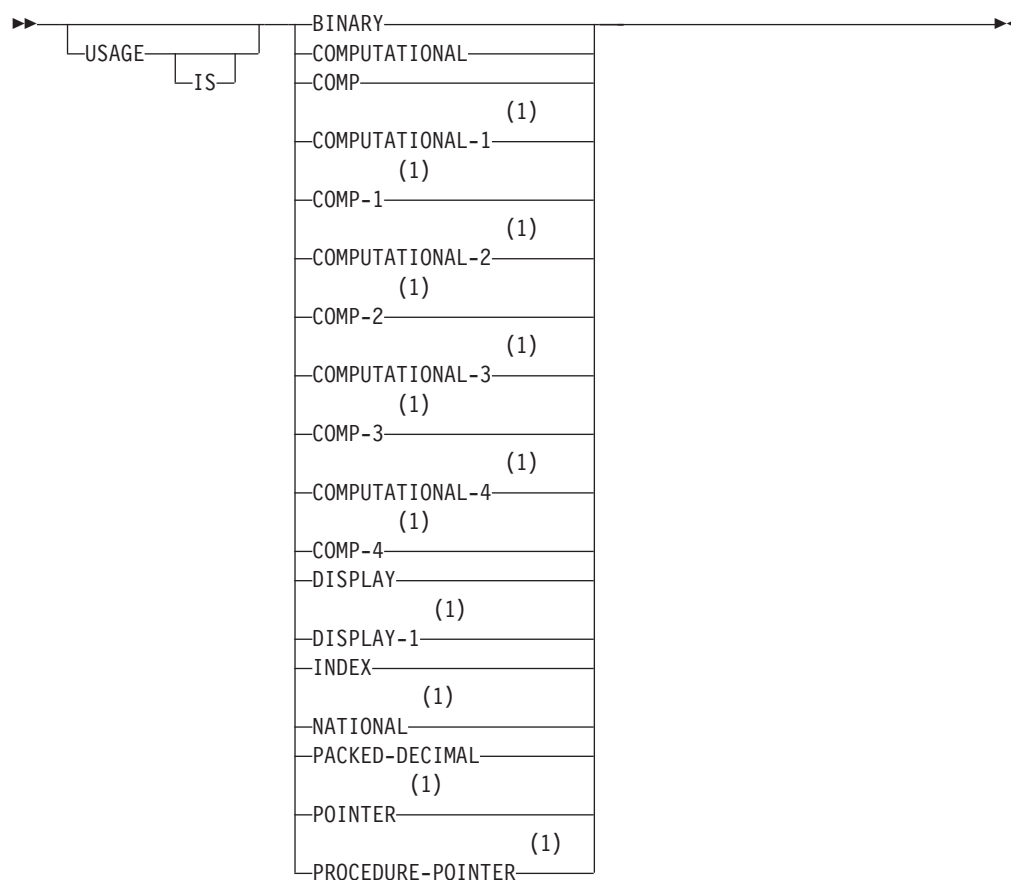 BINARY
USAGE COMPUTATIONAL
IS COMP
(1)
COMPUTATIONAL-1
(1)
COMP-1
(1)
COMPUTATIONAL-2
(1)
COMP-2
(1)
COMPUTATIONAL-3
(1)
COMP-3
(1)
COMPUTATIONAL-4
(1)
COMP-4
DISPLAY
(1)
DISPLAY-1
INDEX
(1)
NATIONAL
PACKED-DECIMAL
(1)
POINTER
(1)
PROCEDURE-POINTER